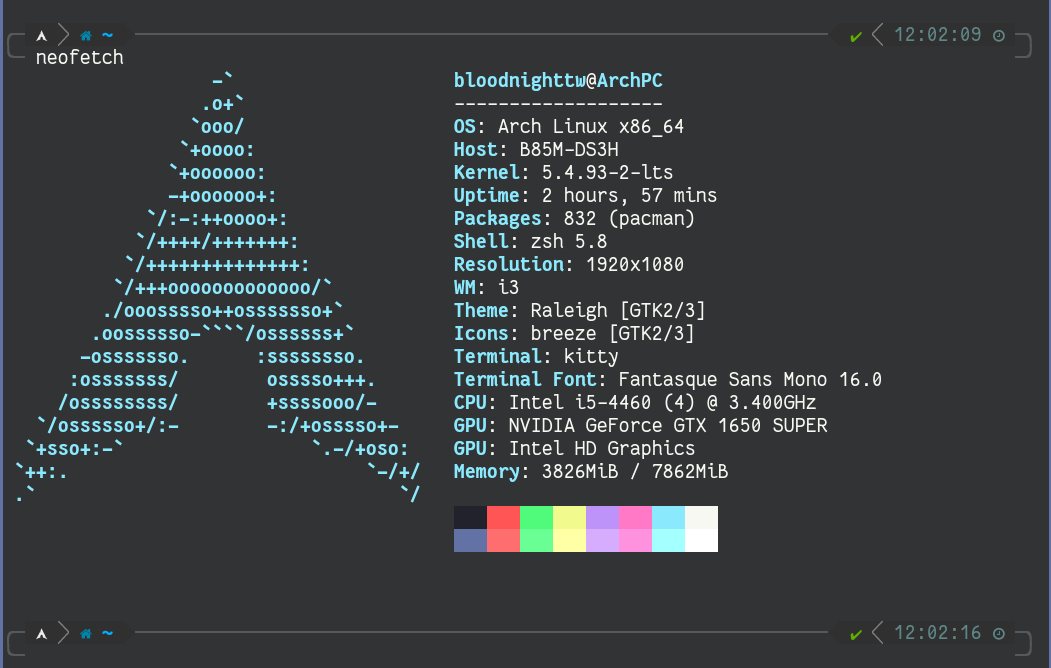 ~ ✔ 12:02:09
neofetch
-`
.o+` bloodnighttw@ArchPC
`ooo/ -------------------
`+oooo: OS: Arch Linux x86_64
`+oooooo: Host: B85M-DS3H
-+oooooo+: Kernel: 5.4.93-2-lts
`/:-:++oooo+: Uptime: 2 hours, 57 mins
`/++++/+++++++: Packages: 832 (pacman)
`/++++++++++++++: Shell: zsh 5.8
`/+++ooooooooooooo/` Resolution: 1920x1080
./ooosssso++osssssso+` WM: i3
.oossssso-````/ossssss+` Theme: Raleigh [GTK2/3]
-osssssso. :ssssssso. Icons: breeze [GTK2/3]
:osssssss/ osssso+++. Terminal: kitty
/ossssssss/ +ssssooo/- Terminal Font: Fantasque Sans Mono 16.0
`/ossssso+/:- -:/+osssso+- CPU: Intel i5-4460 (4) @ 3.400GHz
`+sso+:-` `.-/+oso: GPU: NVIDIA GeForce GTX 1650 SUPER
`++:. `-/+/ GPU: Intel HD Graphics
.` `/ Memory: 3826MiB / 7862MiB
~ ✔ 12:02:16